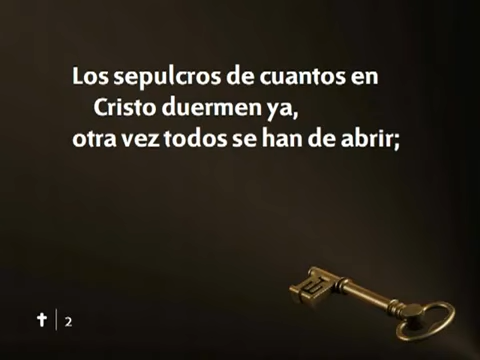 Los sepulcros de cuantos en
Cristo duermen ya,
otra vez todos se han de abrir;
2